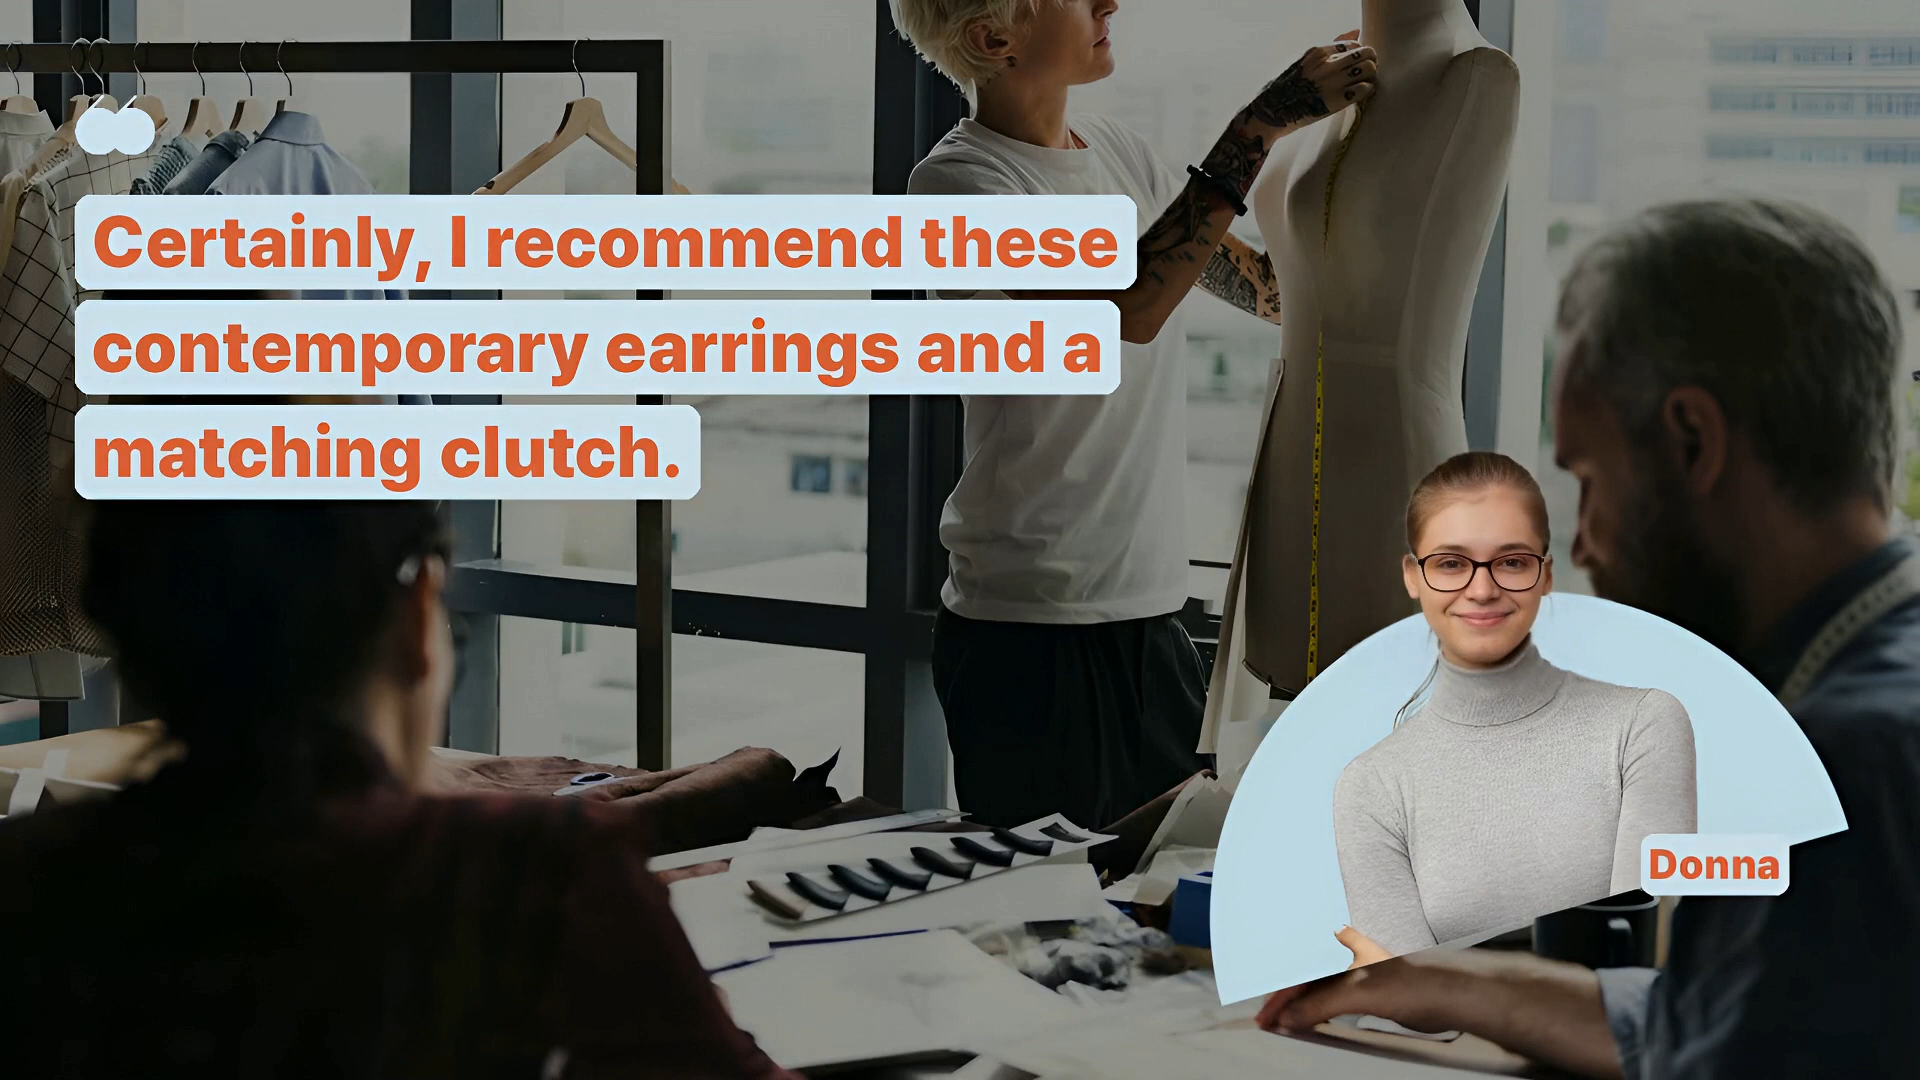 “
Certainly, I recommend these
contemporary earrings and a
matching clutch.
Donna